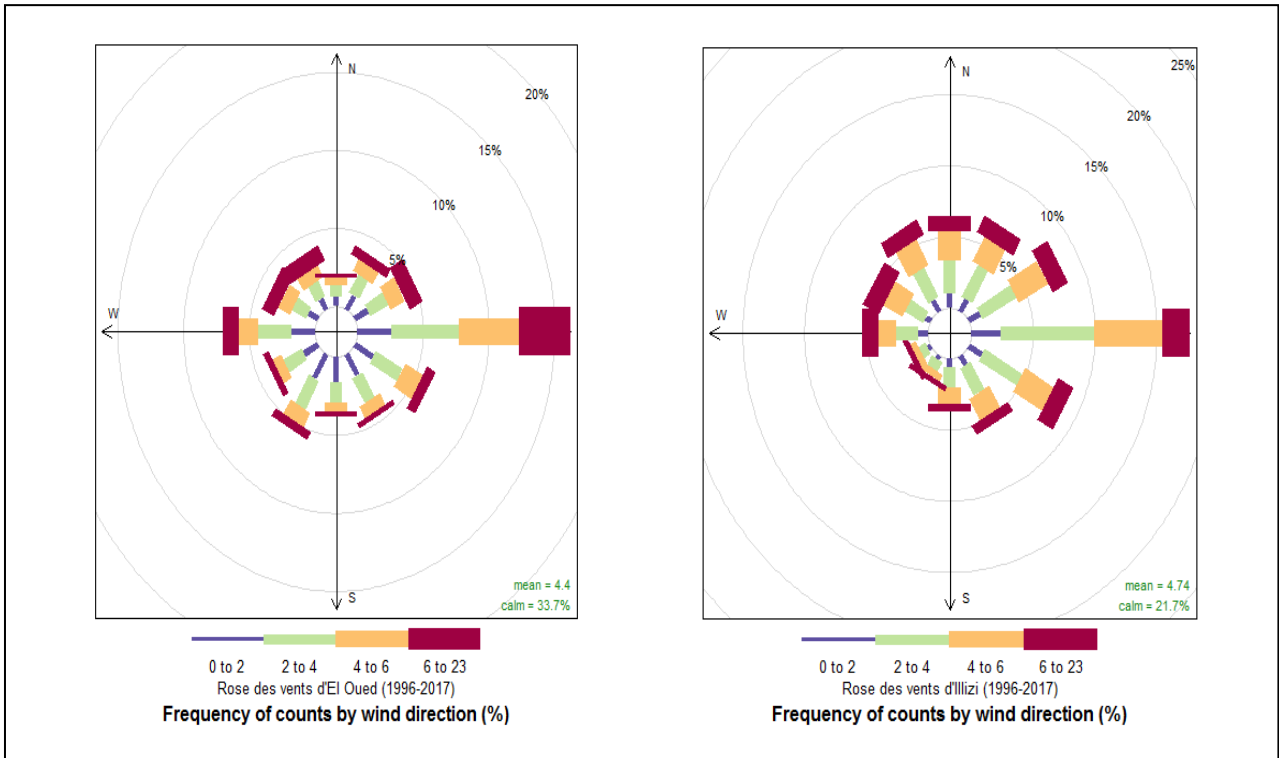 N
20%
15%
10%
5%
W
S
mean = 4.4
calm = 33.7%
0 to 2 2 to 4 4 to 6 6 to 23
Rose des vents d'El Oued (1996-2017)
Frequency of counts by wind direction (%)
25%
N
20%
15%
10%
5%
W
S
mean = 4.74
calm = 21.7%
0 to 2 2 to 4 4 to 6 6 to 23
Rose des vents d'Illizi (1996-2017)
Frequency of counts by wind direction (%)